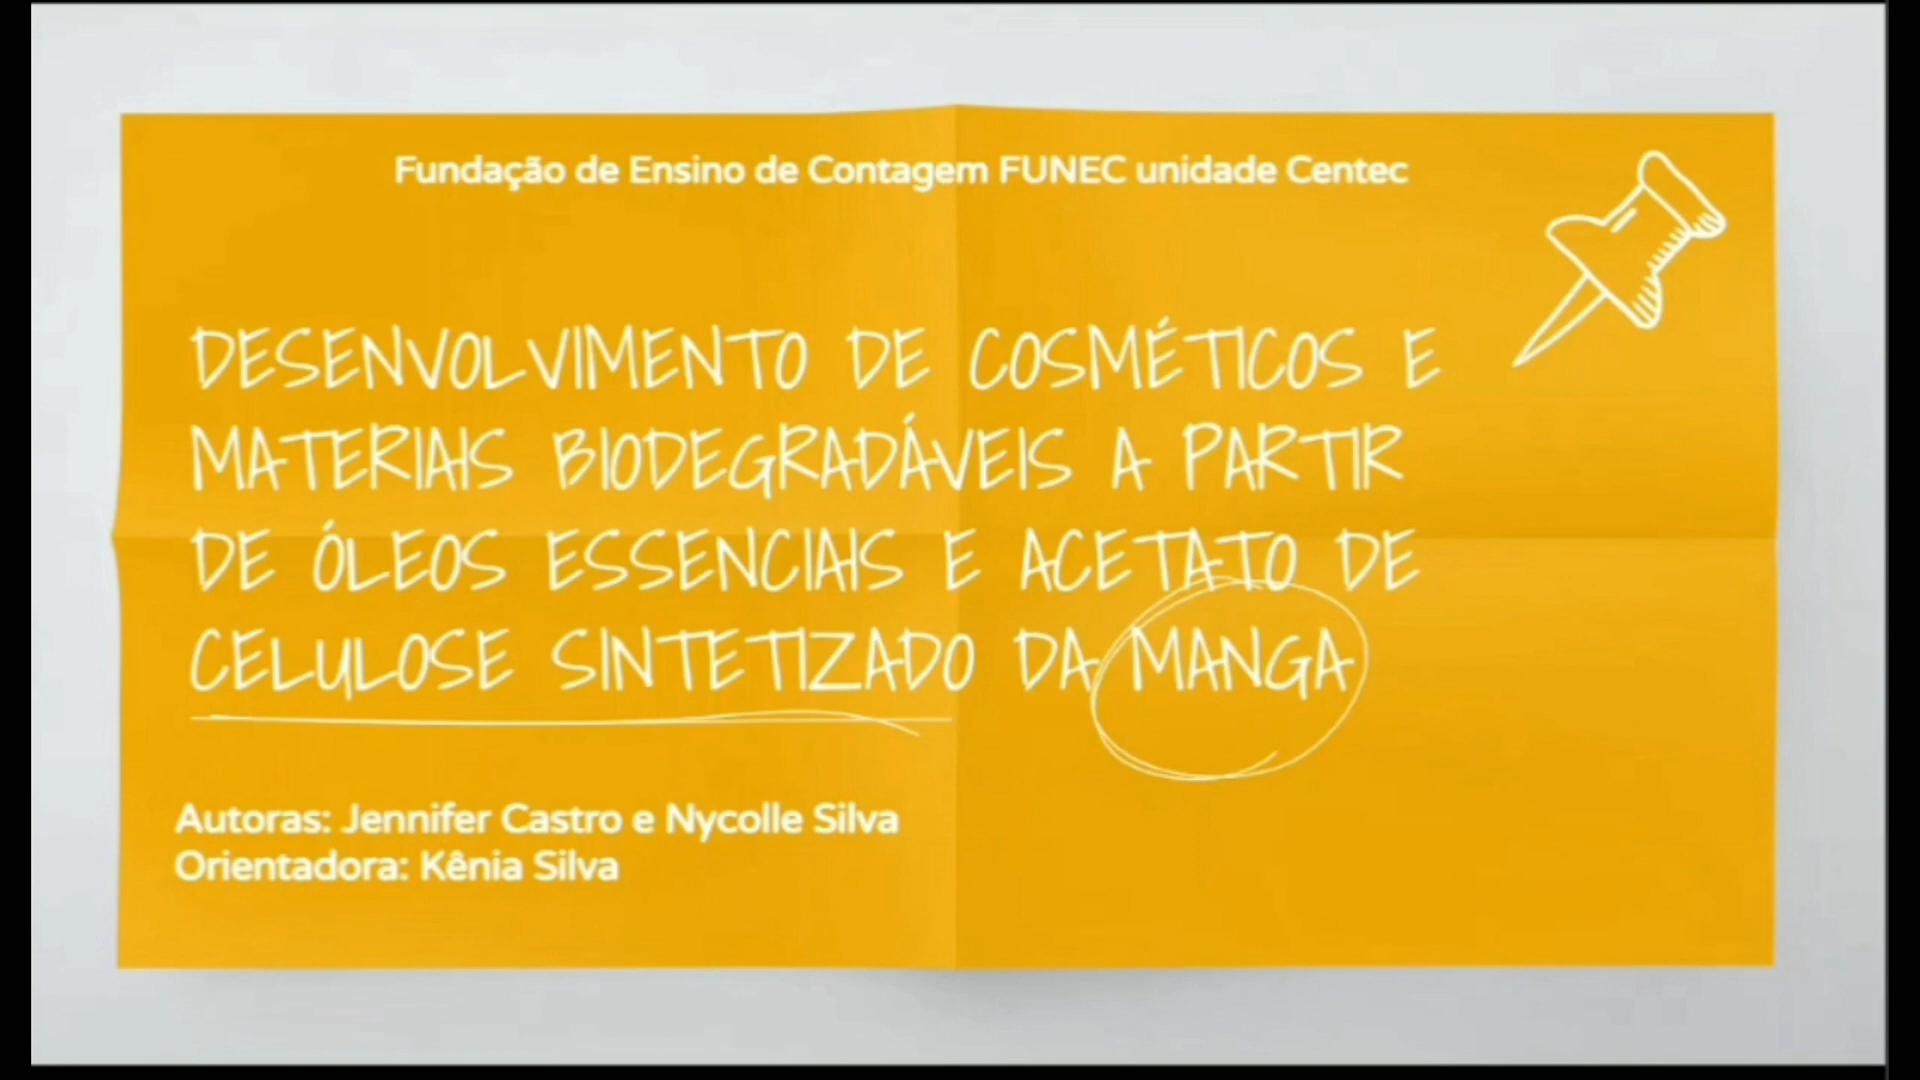 Fundação de Ensino de Contagem FUNEC unidade Centec
DESENVOLVIMENTO DE COSMÉTICOS E
MATERIAIS BIODEGRADÁVEIS A PARTIR
DE ÓLEOS ESSENCIAIS E ACETATO DE
CELULOSE SINTETIZADO DA MANGA
Autoras: Jennifer Castro e Nycolle Silva
Orientadora: Kênia Silva